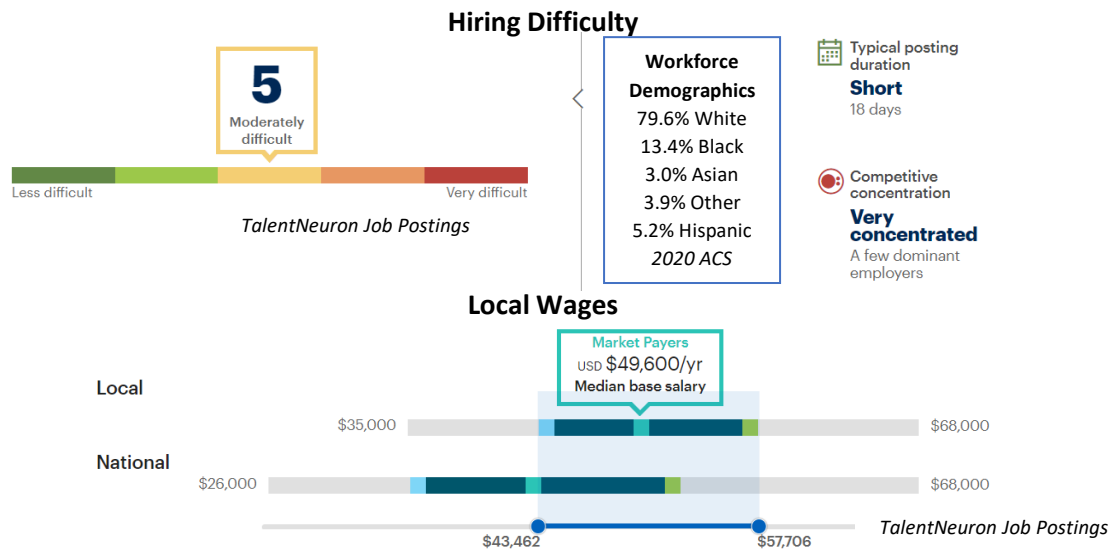 Hiring Difficulty
5
Moderately
difficult
Less difficult
Very difficult
TalentNeuron Job Postings
Workforce
Demographics
79.6% White
13.4% Black
3.0% Asian
3.9% Other
5.2% Hispanic
2020 ACS
Typical posting
duration
Short
18 days
Competitive
concentration
Very
concentrated
A few dominant
employers
Local Wages
Market Payers
USD $49,600/yr
Median base salary
Local
$35,000
$68,000
National
$26,000
$68,000
$43,462
$57,706
TalentNeuron Job Postings